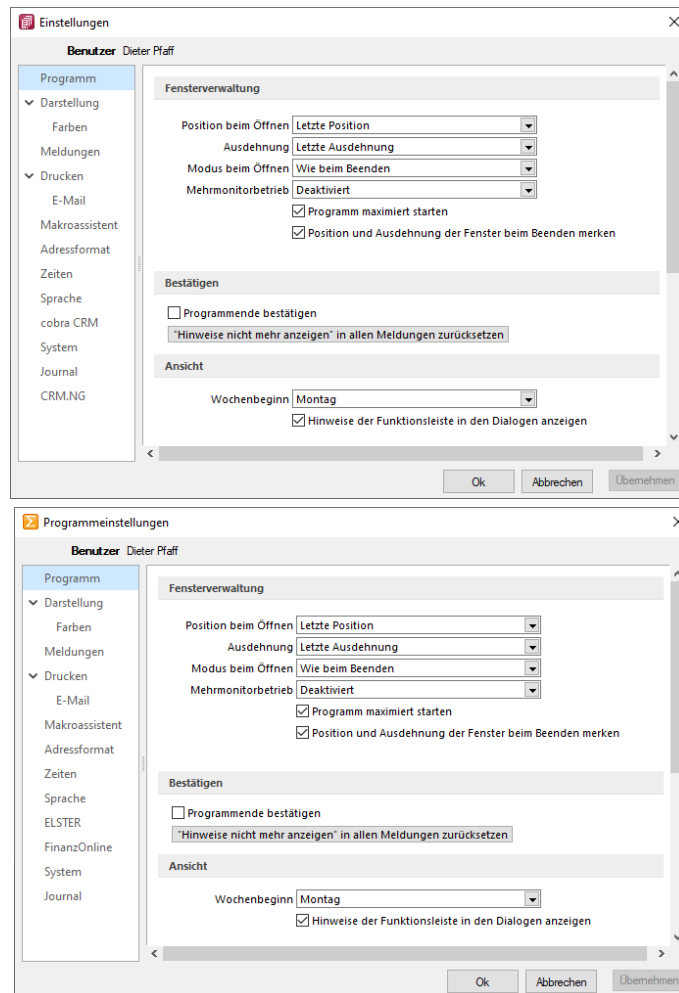 Einstellungen
Benutzer Dieter Pfaff
Programm
Darstellung
Farben
Meldungen
Drucken
E-Mail
Makroassistent
Adressformat
Zeiten
Sprache
cobra CRM
System
Journal
CRM.NG
Fensterverwaltung
Position beim Öffnen Letzte Position
Ausdehnung Letzte Ausdehnung
Modus beim Öffnen Wie beim Beenden
Mehrmonitorbetrieb Deaktiviert
Programm maximiert starten
Position und Ausdehnung der Fenster beim Beenden merken
Bestätigen
Programmende bestätigen
"Hinweise nicht mehr anzeigen" in allen Meldungen zurücksetzen
Ansicht
Wochenbeginn Montag
Hinweise der Funktionsleiste in den Dialogen anzeigen
Ok Abbrechen Übernehmen
Programmeinstellungen
Benutzer Dieter Pfaff
Programm
Darstellung
Farben
Meldungen
Drucken
E-Mail
Makroassistent
Adressformat
Zeiten
Sprache
ELSTER
FinanzOnline
System
Journal
Fensterverwaltung
Position beim Öffnen Letzte Position
Ausdehnung Letzte Ausdehnung
Modus beim Öffnen Wie beim Beenden
Mehrmonitorbetrieb Deaktiviert
Programm maximiert starten
Position und Ausdehnung der Fenster beim Beenden merken
Bestätigen
Programmende bestätigen
"Hinweise nicht mehr anzeigen" in allen Meldungen zurücksetzen
Ansicht
Wochenbeginn Montag
Hinweise der Funktionsleiste in den Dialogen anzeigen
Ok Abbrechen Übernehmen